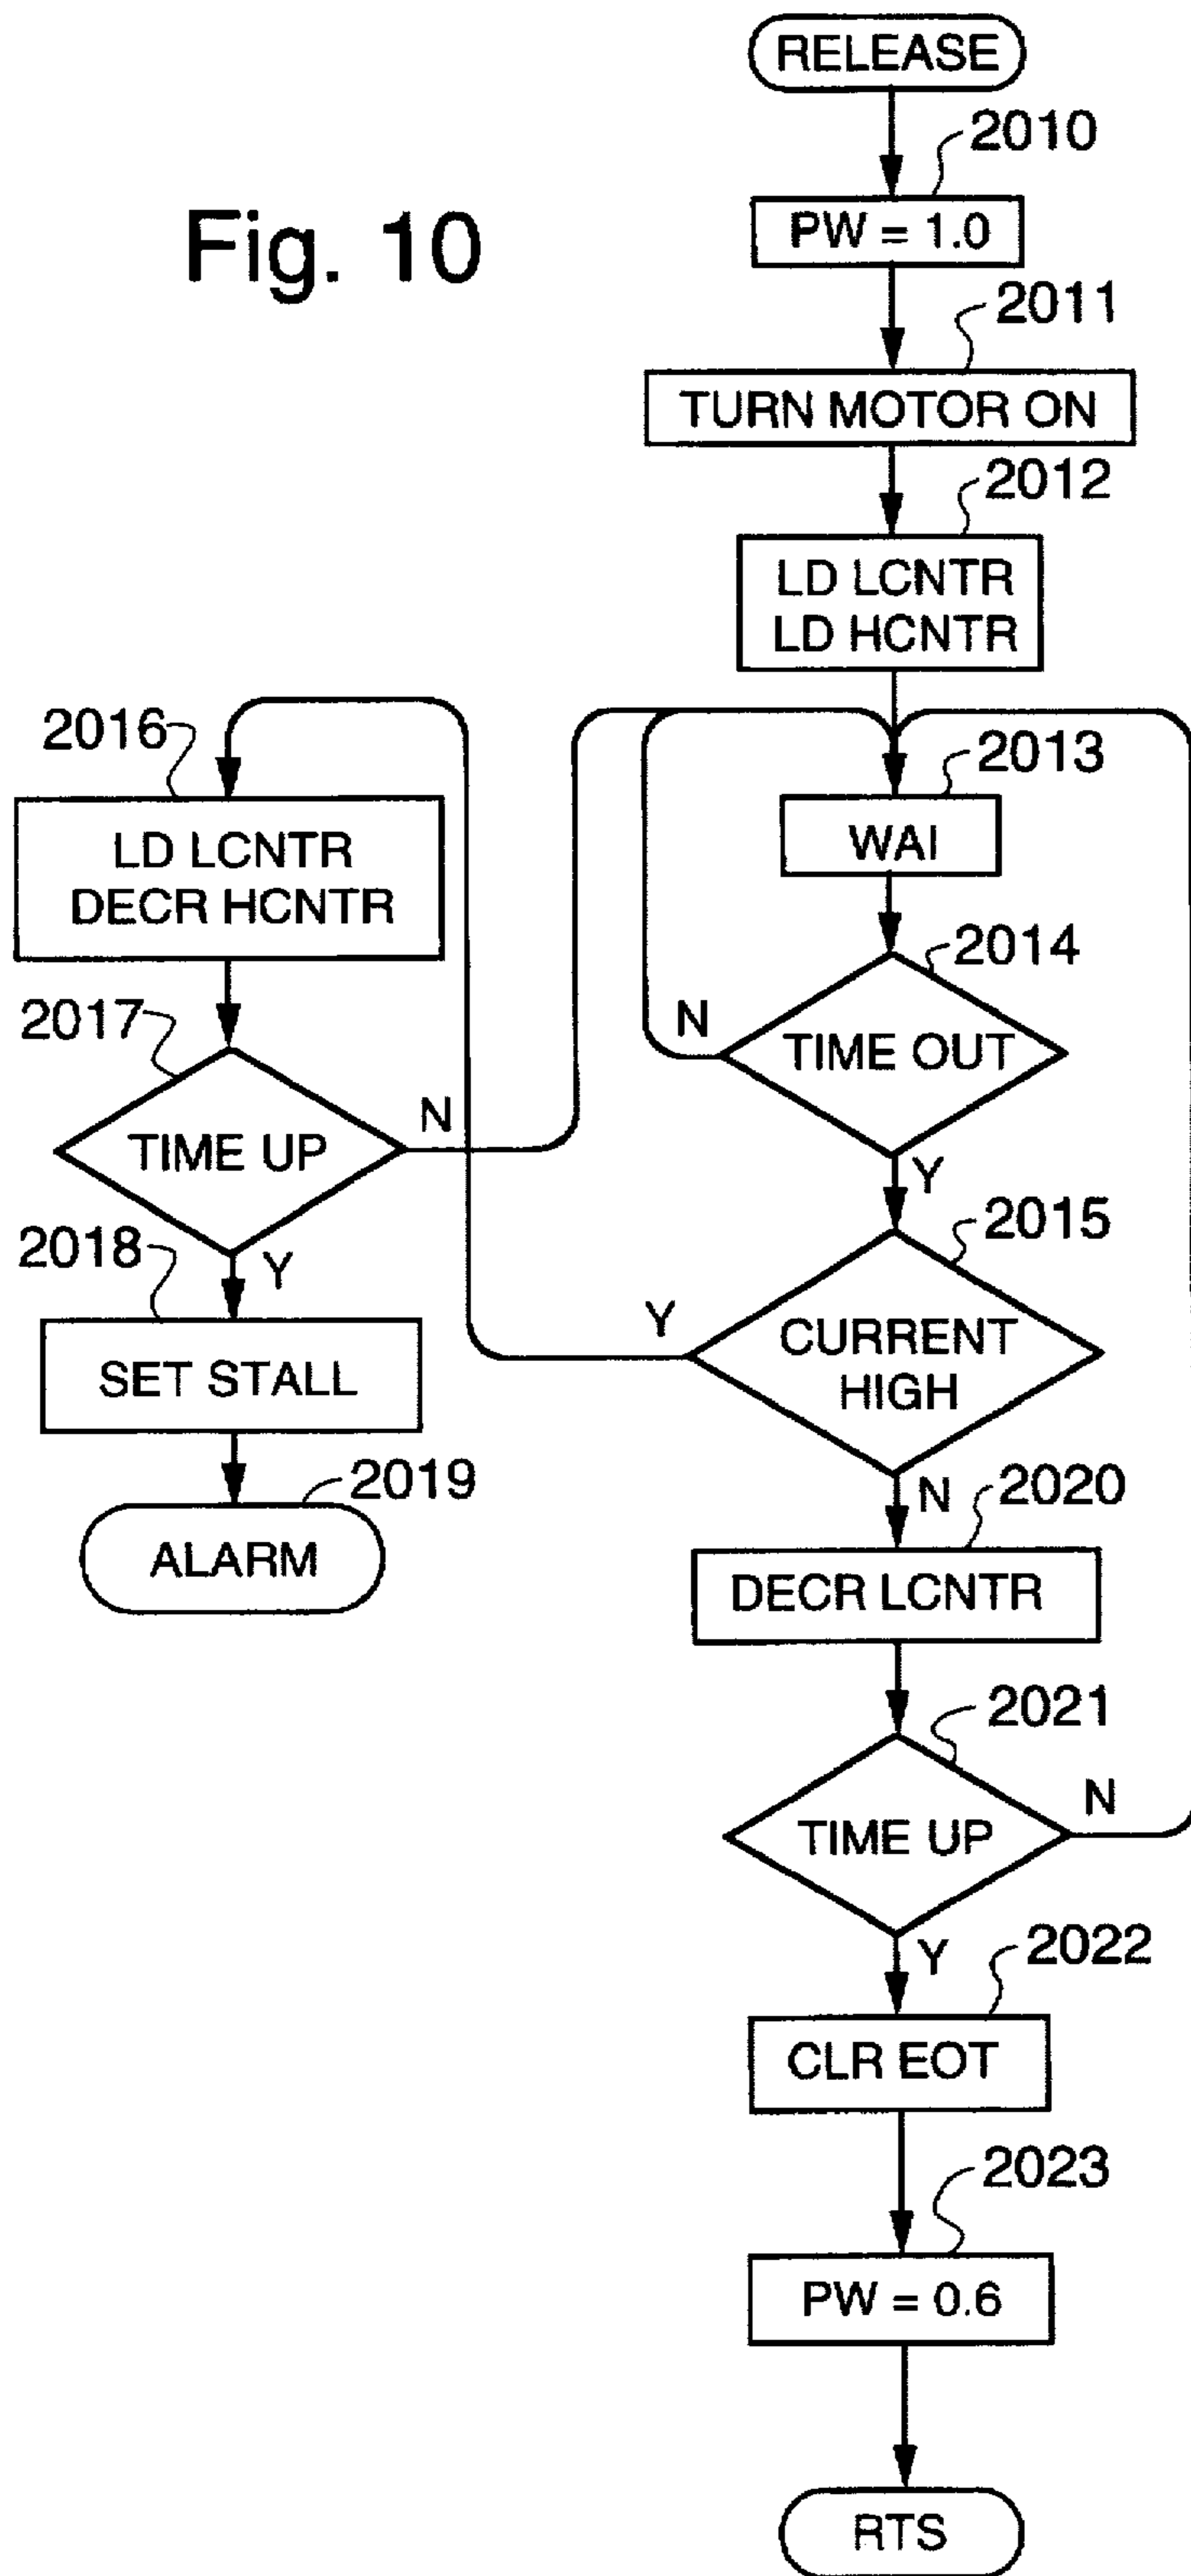 Fig. 10
RELEASE
2010
PW = 1.0
2011
TURN MOTOR ON
2012
LD LCNTR
LD HCNTR
2016
LD LCNTR
DECR HCNTR
2013
WAI
2014
TIME OUT
N
Y
2017
TIME UP
N
Y
2015
CURRENT
HIGH
Y
N
2018
SET STALL
2019
ALARM
2020
DECR LCNTR
2021
TIME UP
N
Y
2022
CLR EOT
2023
PW = 0.6
RTS